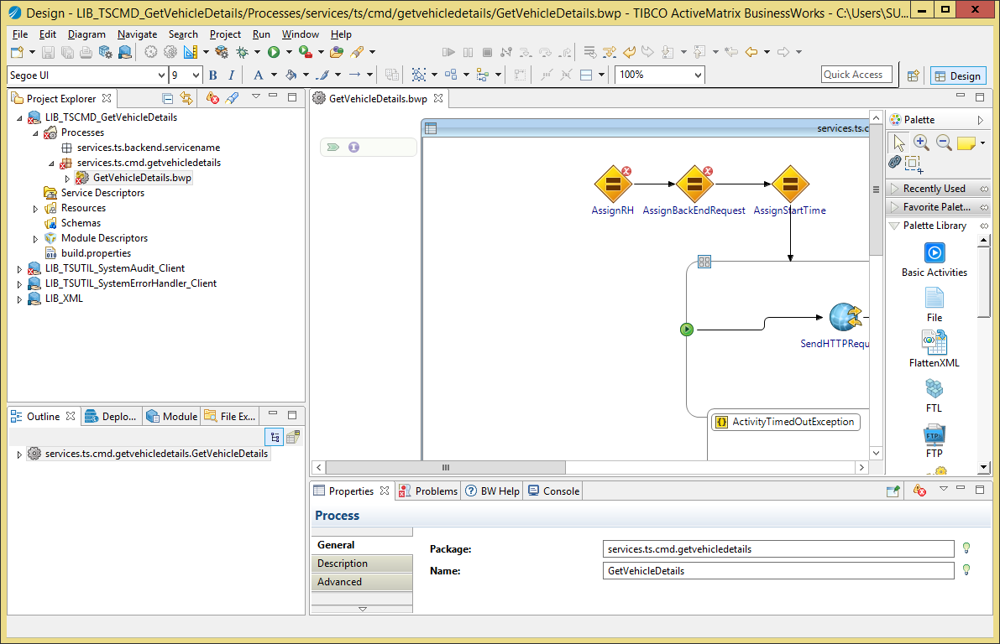 Design - LIB_TSCMD_GetVehicleDetails/Processes/services/ts/cmd/getvehicledetails/GetVehicleDetails.bwp - TIBCO ActiveMatrix BusinessWorks - C:\Users\SU...
File Edit Diagram Navigate Search Project Run Window Help
Segoe UI 9 B I A 100% Quick Access Design
Project Explorer
LIB_TSCMD_GetVehicleDetails
Processes
services.ts.backend.servicename
services.ts.cmd.getvehicledetails
GetVehicleDetails.bwp
Service Descriptors
Resources
Schemas
Module Descriptors
build.properties
LIB_TSUTIL_SystemAudit_Client
LIB_TSUTIL_SystemErrorHandler_Client
LIB_XML
Outline Deplo... Module File Ex...
services.ts.cmd.getvehicledetails.GetVehicleDetails
GetVehicleDetails.bwp
services.ts.c
AssignRH AssignBackEndRequest AssignStartTime
SendHTTPRequ
ActivityTimedOutException
Palette
Recently Used
Favorite Palet...
Palette Library
Basic Activities
File
FlattenXML
FTL
FTP
Properties Problems BW Help Console
Process
General
Description
Advanced
Package: services.ts.cmd.getvehicledetails
Name: GetVehicleDetails